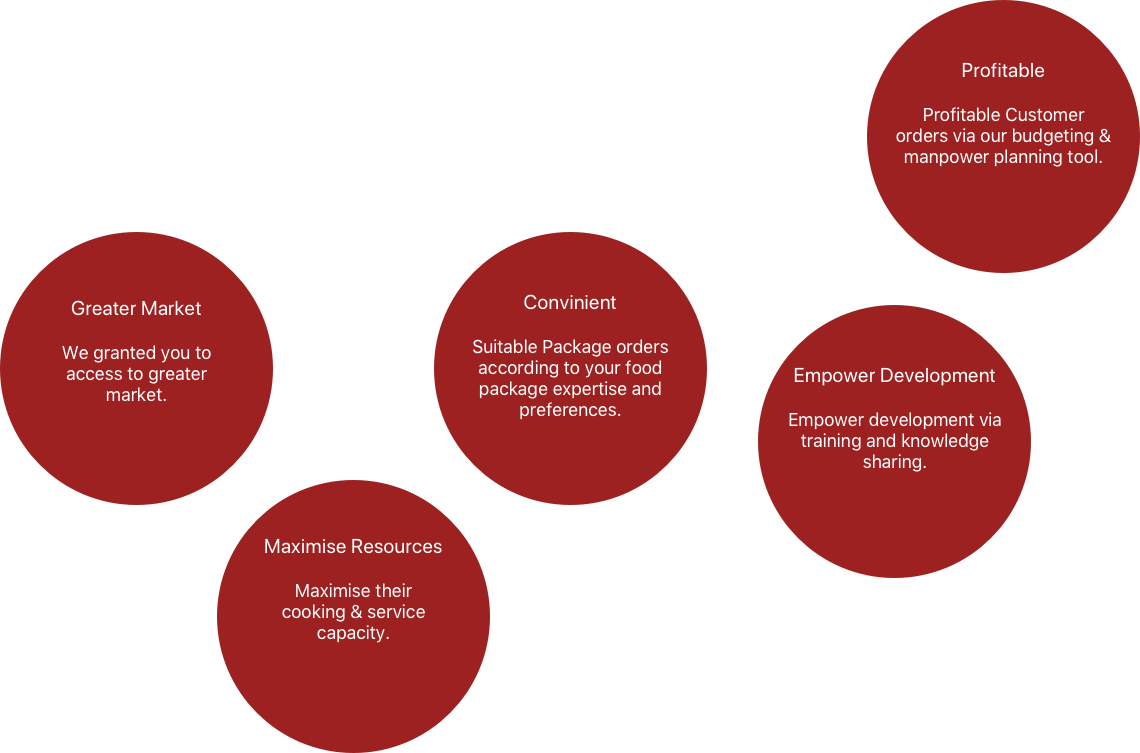 Profitable
Profitable Customer
orders via our budgeting &
manpower planning tool.
Greater Market
We granted you to
access to greater
market.
Convinient
Suitable Package orders
according to your food
package expertise and
preferences.
Empower Development
Empower development via
training and knowledge
sharing.
Maximise Resources
Maximise their
cooking & service
capacity.